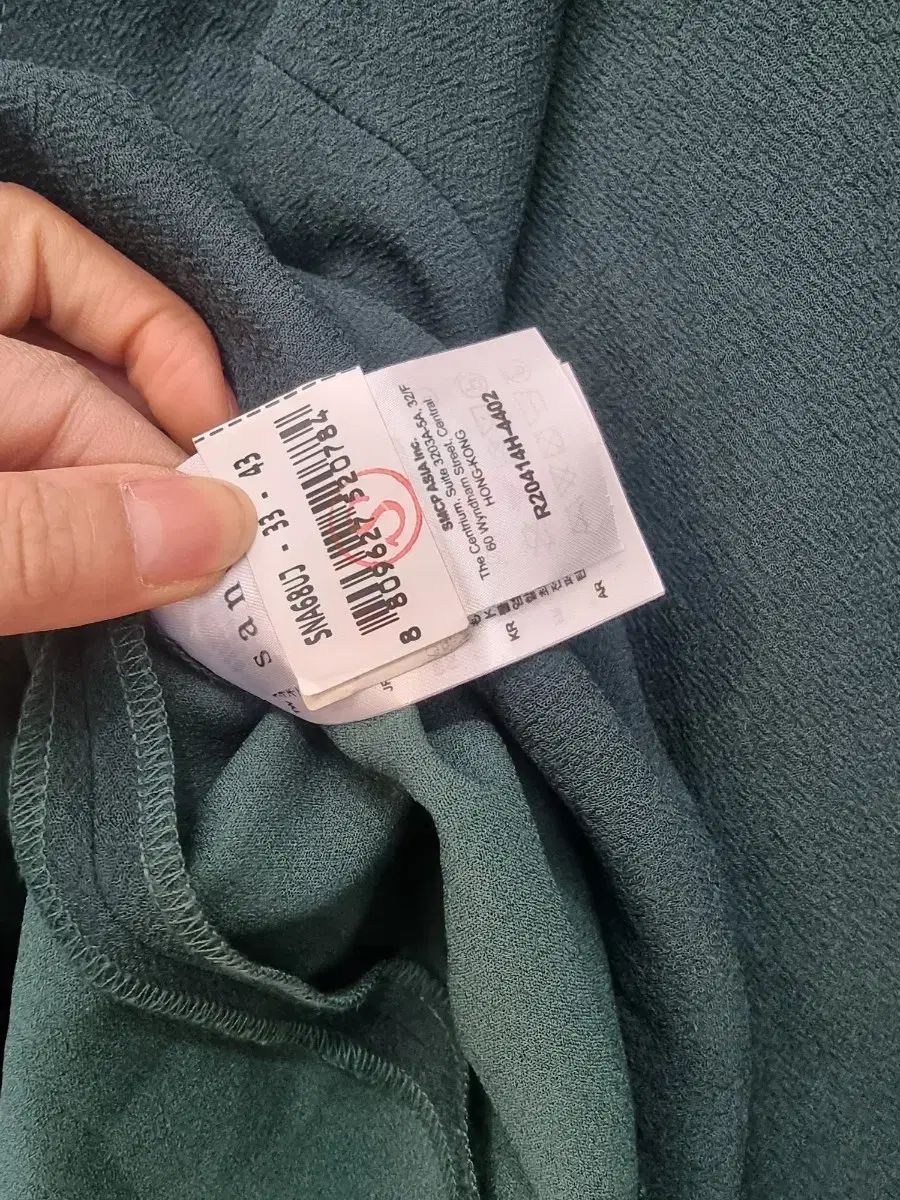 SNA68UJ - 33 - 43
8 809627 520784
SMCP ASIA Inc.
The Centrium, Suite 3203A-5A, 32/F
60 Wyndham Street, Central
HONG-KONG
R20414H-4402
san
KR
AR